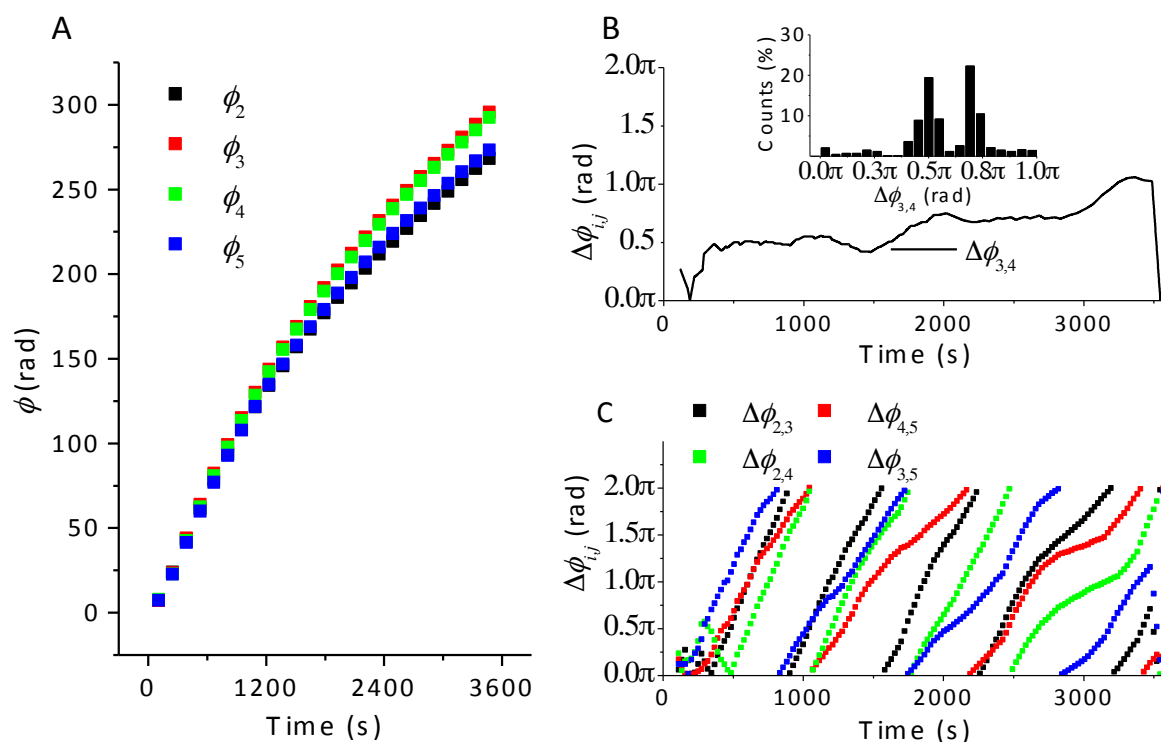 A
300
250
200
150
100
50
0
ϕ (rad)
ϕ2
ϕ3
ϕ4
ϕ5
0 1200 2400 3600
Time (s)
B
2.0π
1.5π
1.0π
0.5π
0.0π
Δϕi,j (rad)
Counts (%)
30
20
10
0
0.0π 0.3π 0.5π 0.8π 1.0π
Δϕ3,4 (rad)
Δϕ3,4
0 1000 2000 3000
Time (s)
C
Δϕ2,3 Δϕ4,5
Δϕ2,4 Δϕ3,5
2.0π
1.5π
1.0π
0.5π
0.0π
Δϕi,j (rad)
0 1000 2000 3000
Time (s)